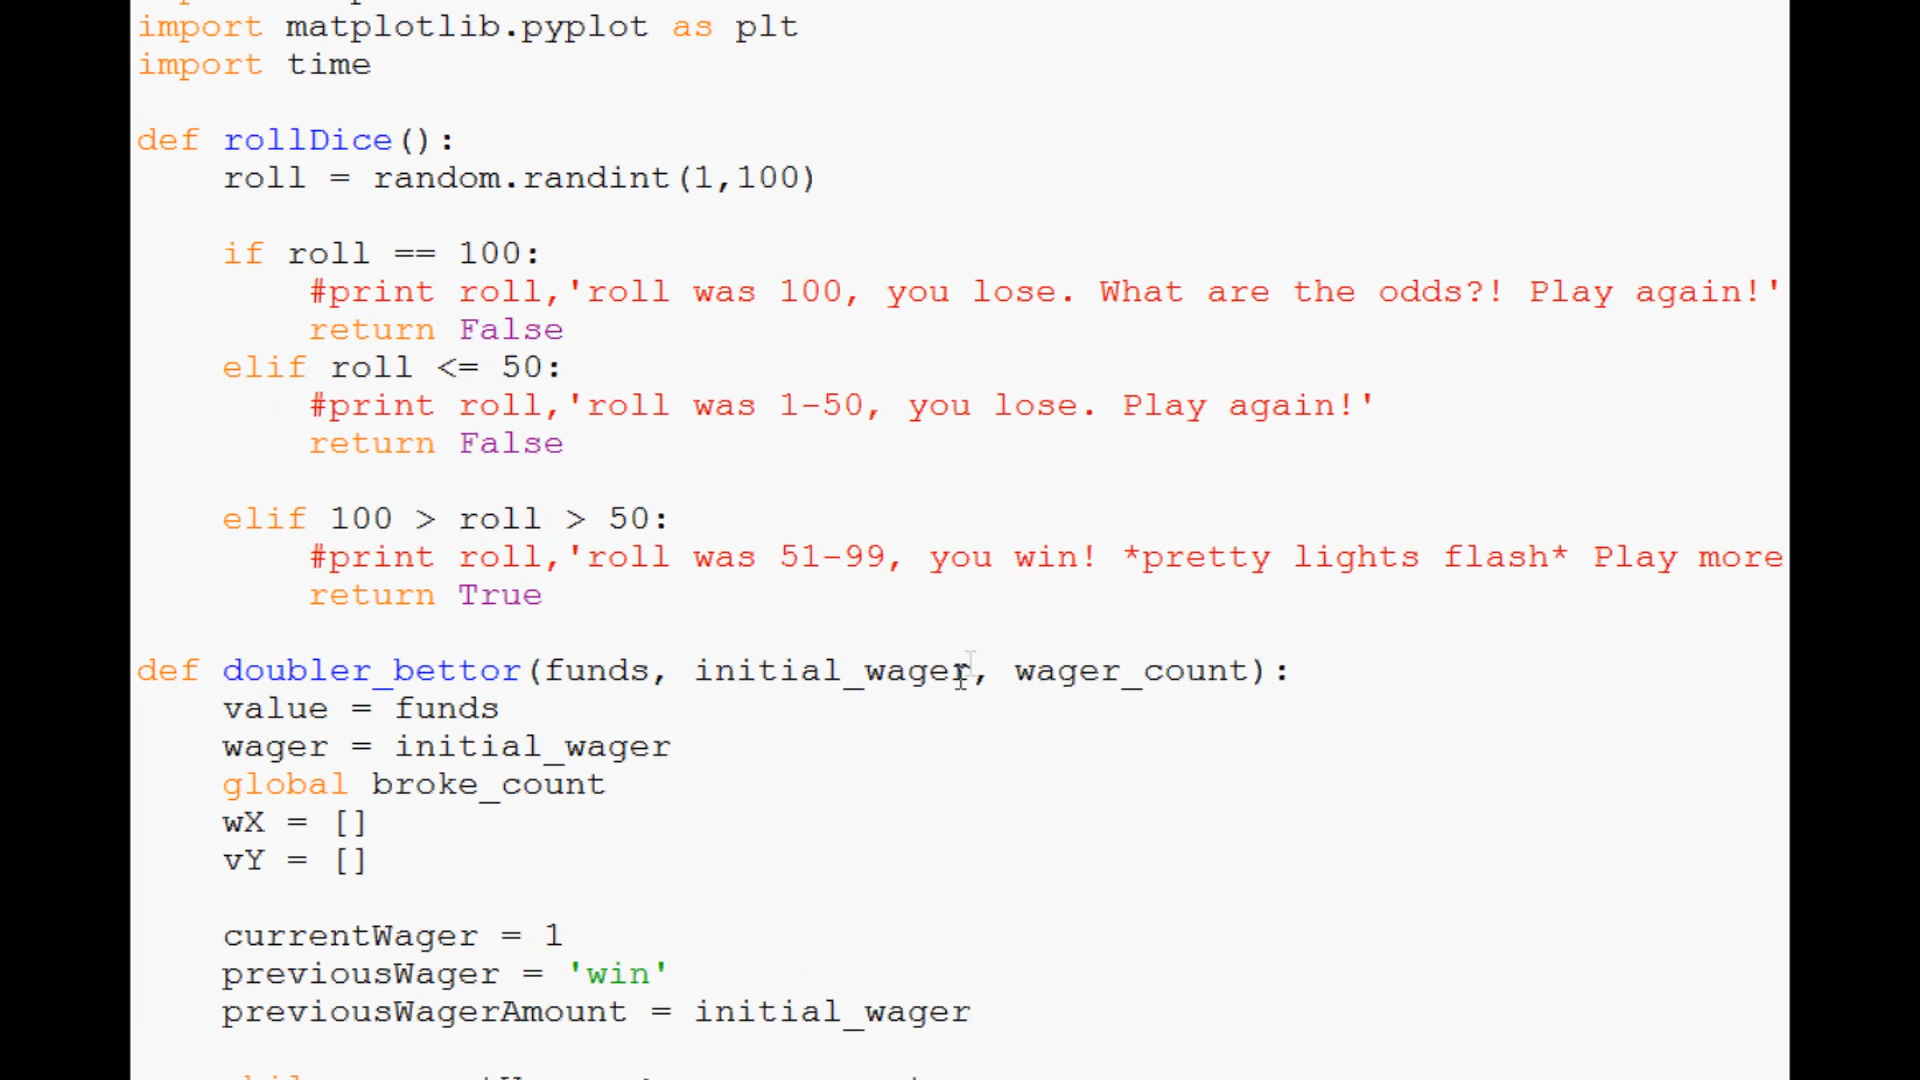 import matplotlib.pyplot as plt
import time
def rollDice():
roll = random.randint(1,100)
if roll == 100:
#print roll,'roll was 100, you lose. What are the odds?! Play again!'
return False
elif roll <= 50:
#print roll,'roll was 1-50, you lose. Play again!'
return False
elif 100 > roll > 50:
#print roll,'roll was 51-99, you win! *pretty lights flash* Play more
return True
def doubler_bettor(funds, initial_wager, wager_count):
value = funds
wager = initial_wager
global broke_count
wX = []
vY = []
currentWager = 1
previousWager = 'win'
previousWagerAmount = initial_wager